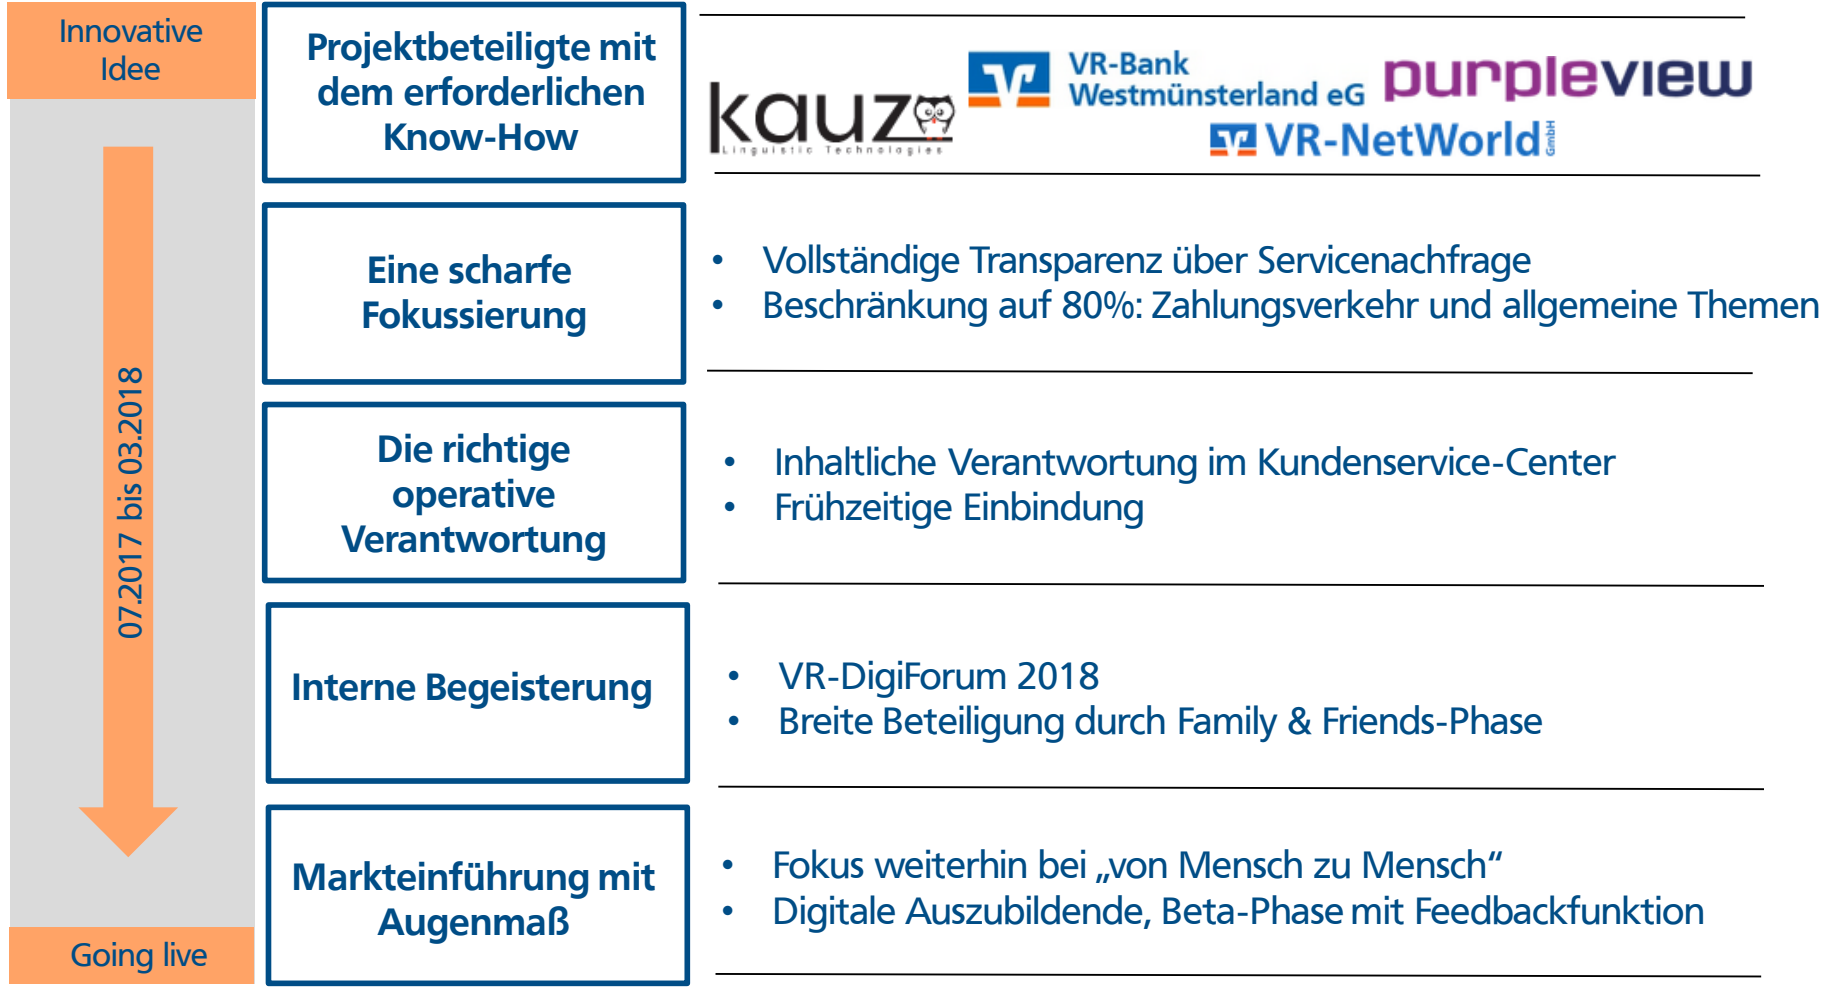 Innovative
Idee
07.2017 bis 03.2018
Going live
Projektbeteiligte mit
dem erforderlichen
Know-How
kauz
Linguistic Technologies
VR-Bank
Westmünsterland eG
purpleview
VR-NetWorld GmbH
Eine scharfe
Fokussierung
• Vollständige Transparenz über Servicenachfrage
• Beschränkung auf 80%: Zahlungsverkehr und allgemeine Themen
Die richtige
operative
Verantwortung
• Inhaltliche Verantwortung im Kundenservice-Center
• Frühzeitige Einbindung
Interne Begeisterung
• VR-DigiForum 2018
• Breite Beteiligung durch Family & Friends-Phase
Markteinführung mit
Augenmaß
• Fokus weiterhin bei „von Mensch zu Mensch“
• Digitale Auszubildende, Beta-Phase mit Feedbackfunktion